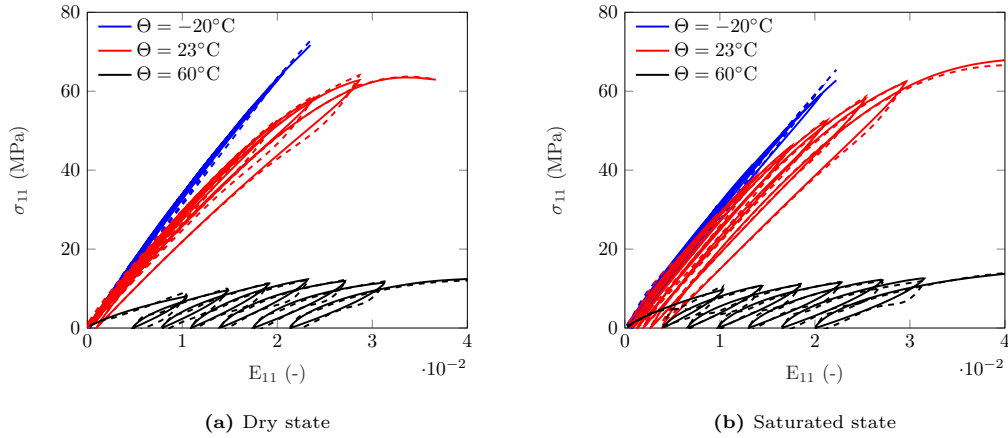 80
60
40
20
0
σ11 (MPa)
Θ = −20°C
Θ = 23°C
Θ = 60°C
0 1 2 3 4
·10−2
E11 (-)
(a) Dry state
80
60
40
20
0
σ11 (MPa)
Θ = −20°C
Θ = 23°C
Θ = 60°C
0 1 2 3 4
·10−2
E11 (-)
(b) Saturated state